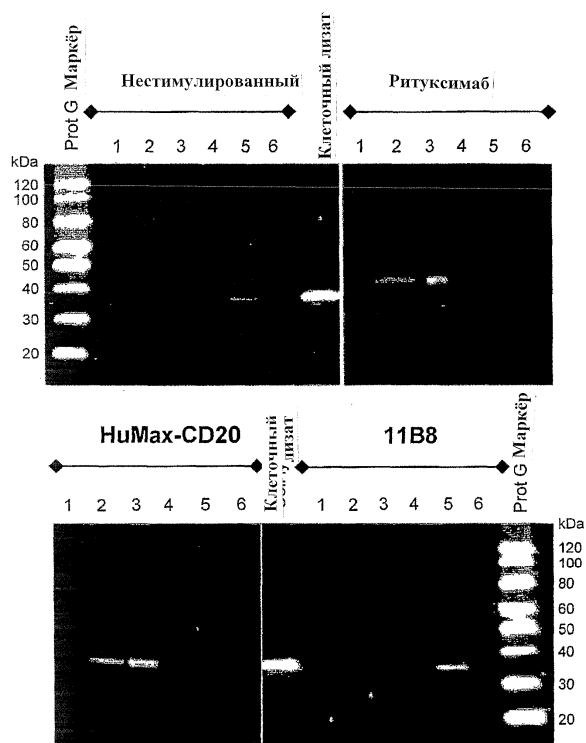 Prot G Маркёр
Нестимулированный
Клеточный лизат
Ритуксимаб
1 2 3 4 5 6
1 2 3 4 5 6
kDa
120
100
80
60
50
40
30
20
HuMax-CD20
Клеточный лизат
11B8
Prot G Маркёр
1 2 3 4 5 6
1 2 3 4 5 6
kDa
120
100
80
60
50
40
30
20